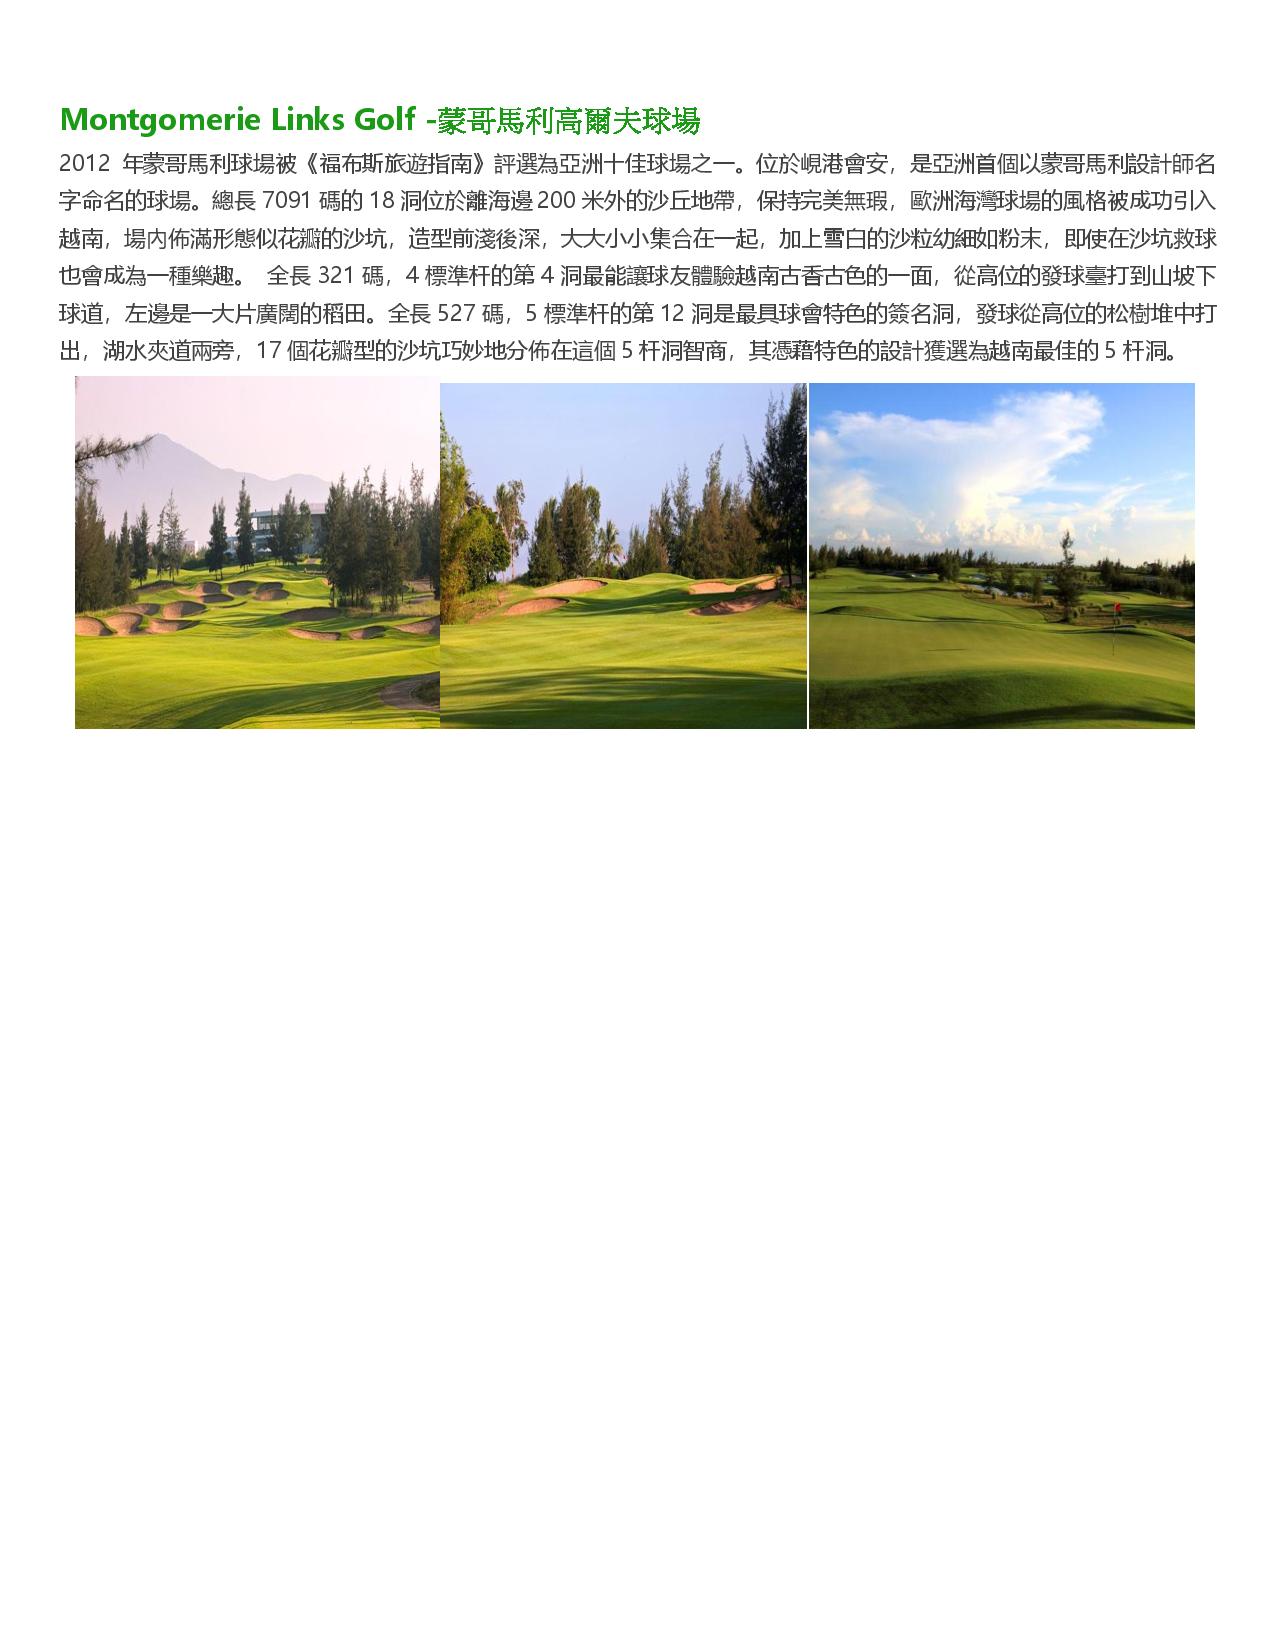 Montgomerie Links Golf -蒙哥馬利高爾夫球場
2012 年蒙哥馬利球場被《福布斯旅遊指南》評選為亞洲十佳球場之一。位於峴港會安，是亞洲首個以蒙哥馬利設計師名
字命名的球場。總長 7091 碼的 18 洞位於離海邊 200 米外的沙丘地帶，保持完美無瑕，歐洲海灣球場的風格被成功引入
越南，場內佈滿形態似花瓣的沙坑，造型前淺後深，大大小小集合在一起，加上雪白的沙粒幼細如粉末，即使在沙坑救球
也會成為一種樂趣。 全長 321 碼，4 標準杆的第 4 洞最能讓球友體驗越南古香古色的一面，從高位的發球臺打到山坡下
球道，左邊是一大片廣闊的稻田。全長 527 碼，5 標準杆的第 12 洞是最具球會特色的簽名洞，發球從高位的松樹堆中打
出，湖水夾道兩旁，17 個花瓣型的沙坑巧妙地分佈在這個 5 杆洞智商，其憑藉特色的設計獲選為越南最佳的 5 杆洞。